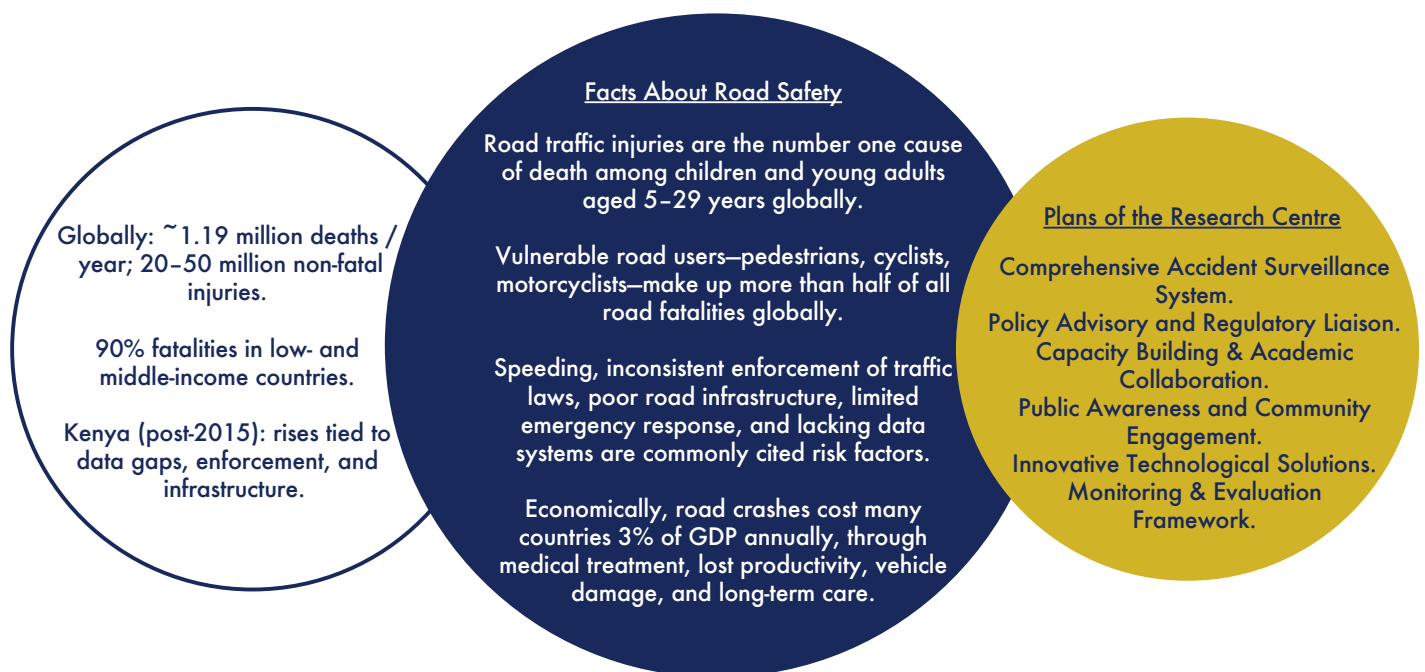 Globally: ~1.19 million deaths /
year; 20–50 million non-fatal
injuries.
90% fatalities in low- and
middle-income countries.
Kenya (post-2015): rises tied to
data gaps, enforcement, and
infrastructure.
Facts About Road Safety
Road traffic injuries are the number one cause
of death among children and young adults
aged 5–29 years globally.
Vulnerable road users—pedestrians, cyclists,
motorcyclists—make up more than half of all
road fatalities globally.
Speeding, inconsistent enforcement of traffic
laws, poor road infrastructure, limited
emergency response, and lacking data
systems are commonly cited risk factors.
Economically, road crashes cost many
countries 3% of GDP annually, through
medical treatment, lost productivity, vehicle
damage, and long-term care.
Plans of the Research Centre
Comprehensive Accident Surveillance
System.
Policy Advisory and Regulatory Liaison.
Capacity Building & Academic
Collaboration.
Public Awareness and Community
Engagement.
Innovative Technological Solutions.
Monitoring & Evaluation
Framework.